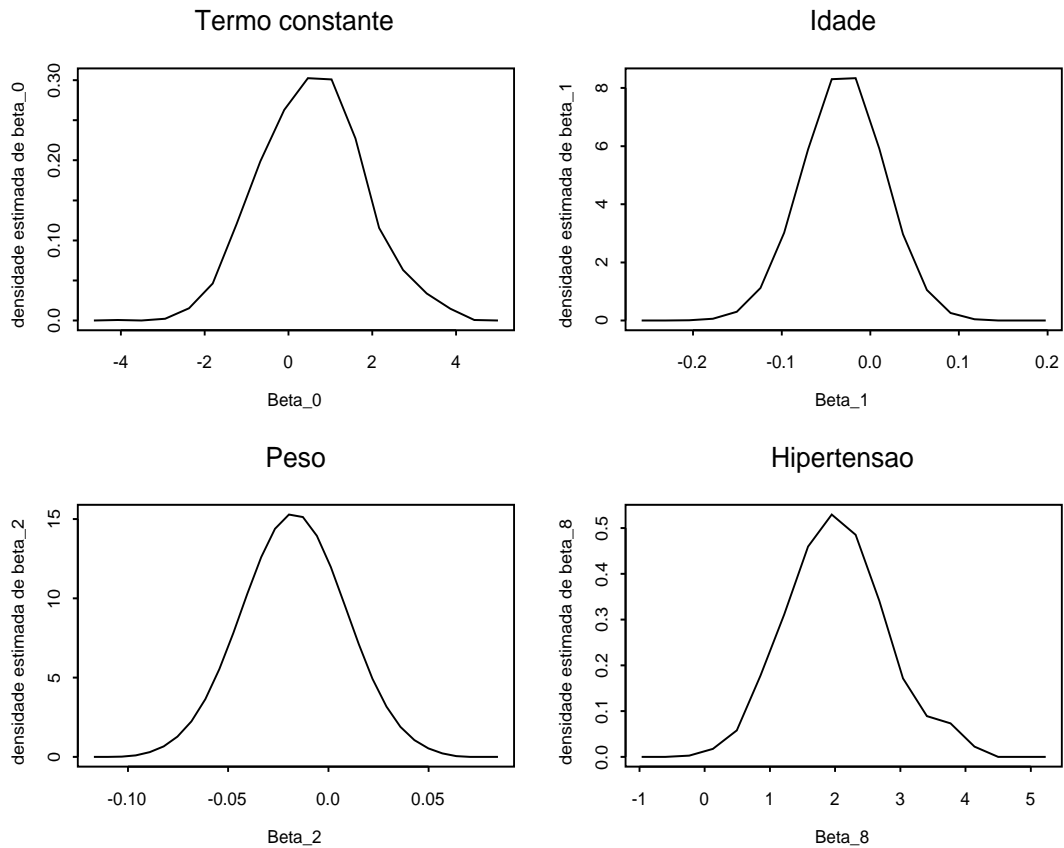 Termo constante
densidade estimada de beta_0
0.0 0.10 0.20 0.30
-4 -2 0 2 4
Beta_0
Idade
densidade estimada de beta_1
0 2 4 6 8
-0.2 -0.1 0.0 0.1 0.2
Beta_1
Peso
densidade estimada de beta_2
0 5 10 15
-0.10 -0.05 0.0 0.05
Beta_2
Hipertensao
densidade estimada de beta_8
0.0 0.1 0.2 0.3 0.4 0.5
-1 0 1 2 3 4 5
Beta_8